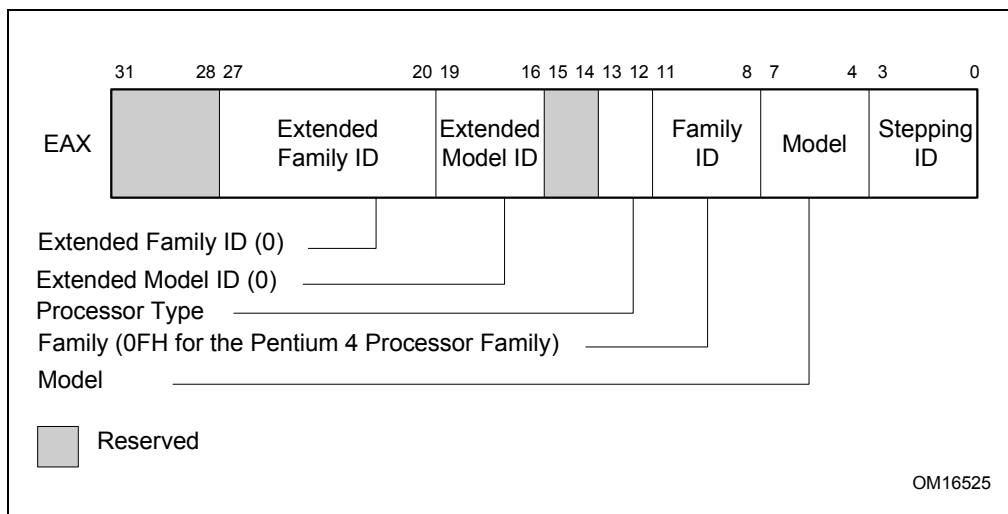 31 28 27 20 19 16 15 14 13 12 11 8 7 4 3 0
EAX
Extended
Family ID
Extended
Model ID
Family
ID
Model
Stepping
ID
Extended Family ID (0)
Extended Model ID (0)
Processor Type
Family (0FH for the Pentium 4 Processor Family)
Model
Reserved
OM16525